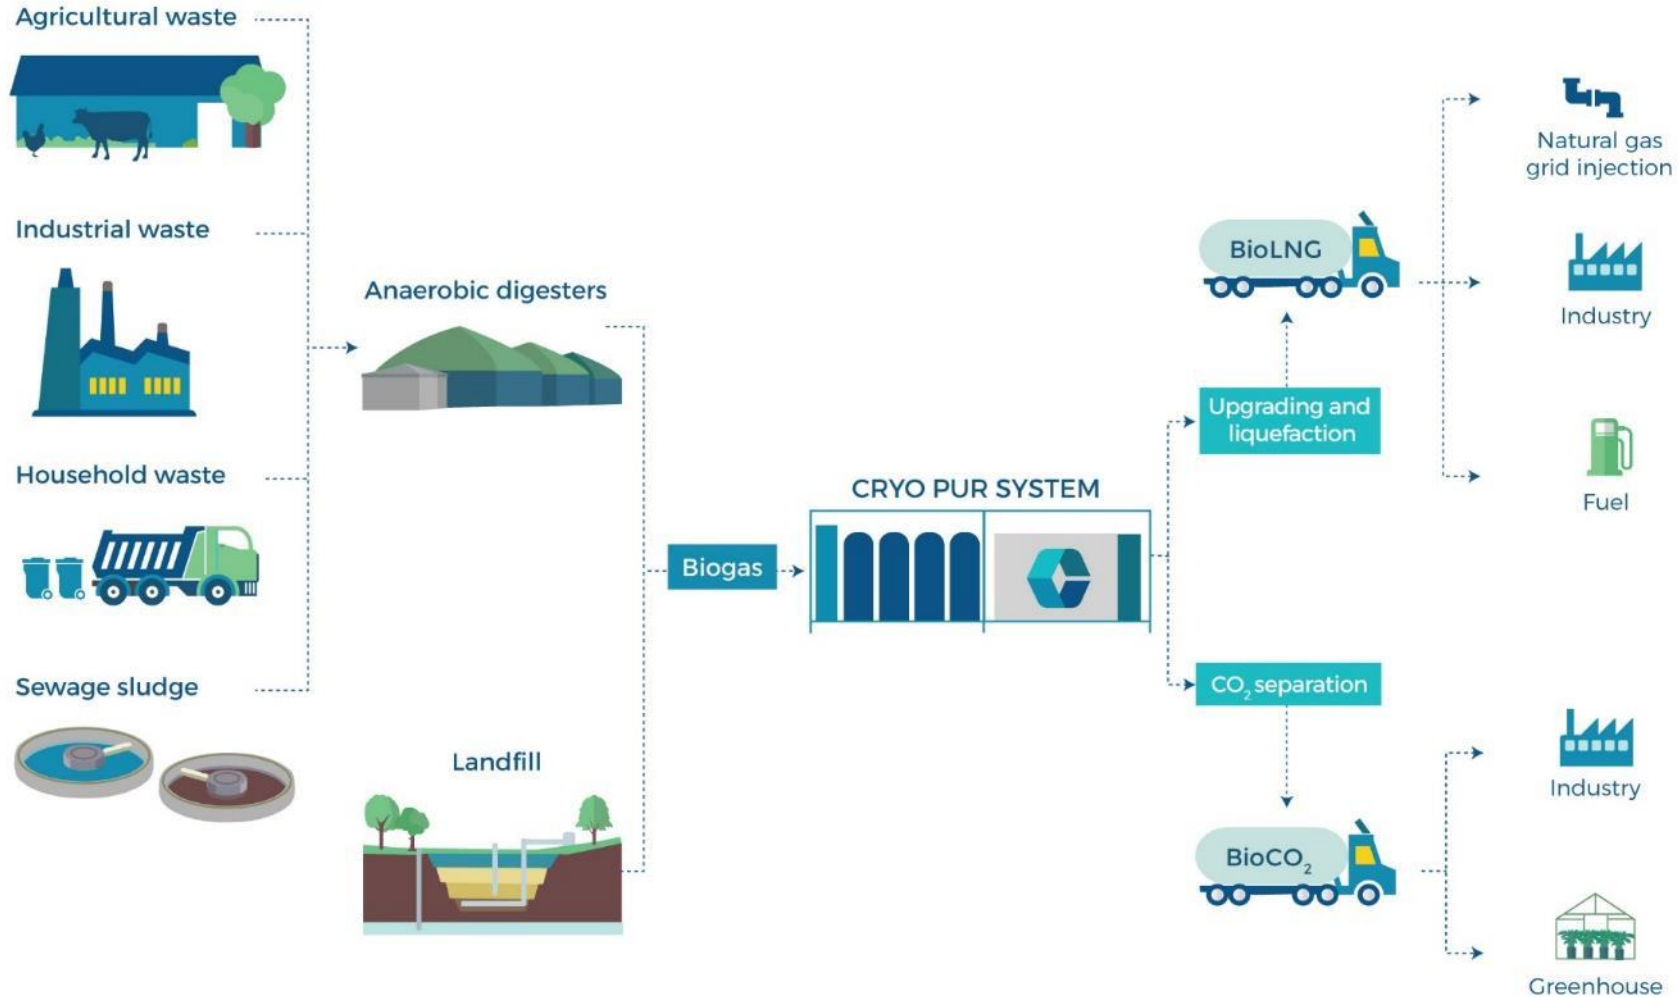 Agricultural waste
Industrial waste
Household waste
Sewage sludge
Anaerobic digesters
Landfill
Biogas
CRYO PUR SYSTEM
Upgrading and
liquefaction
BioLNG
Natural gas
grid injection
Industry
Fuel
CO₂ separation
BioCO₂
Industry
Greenhouse